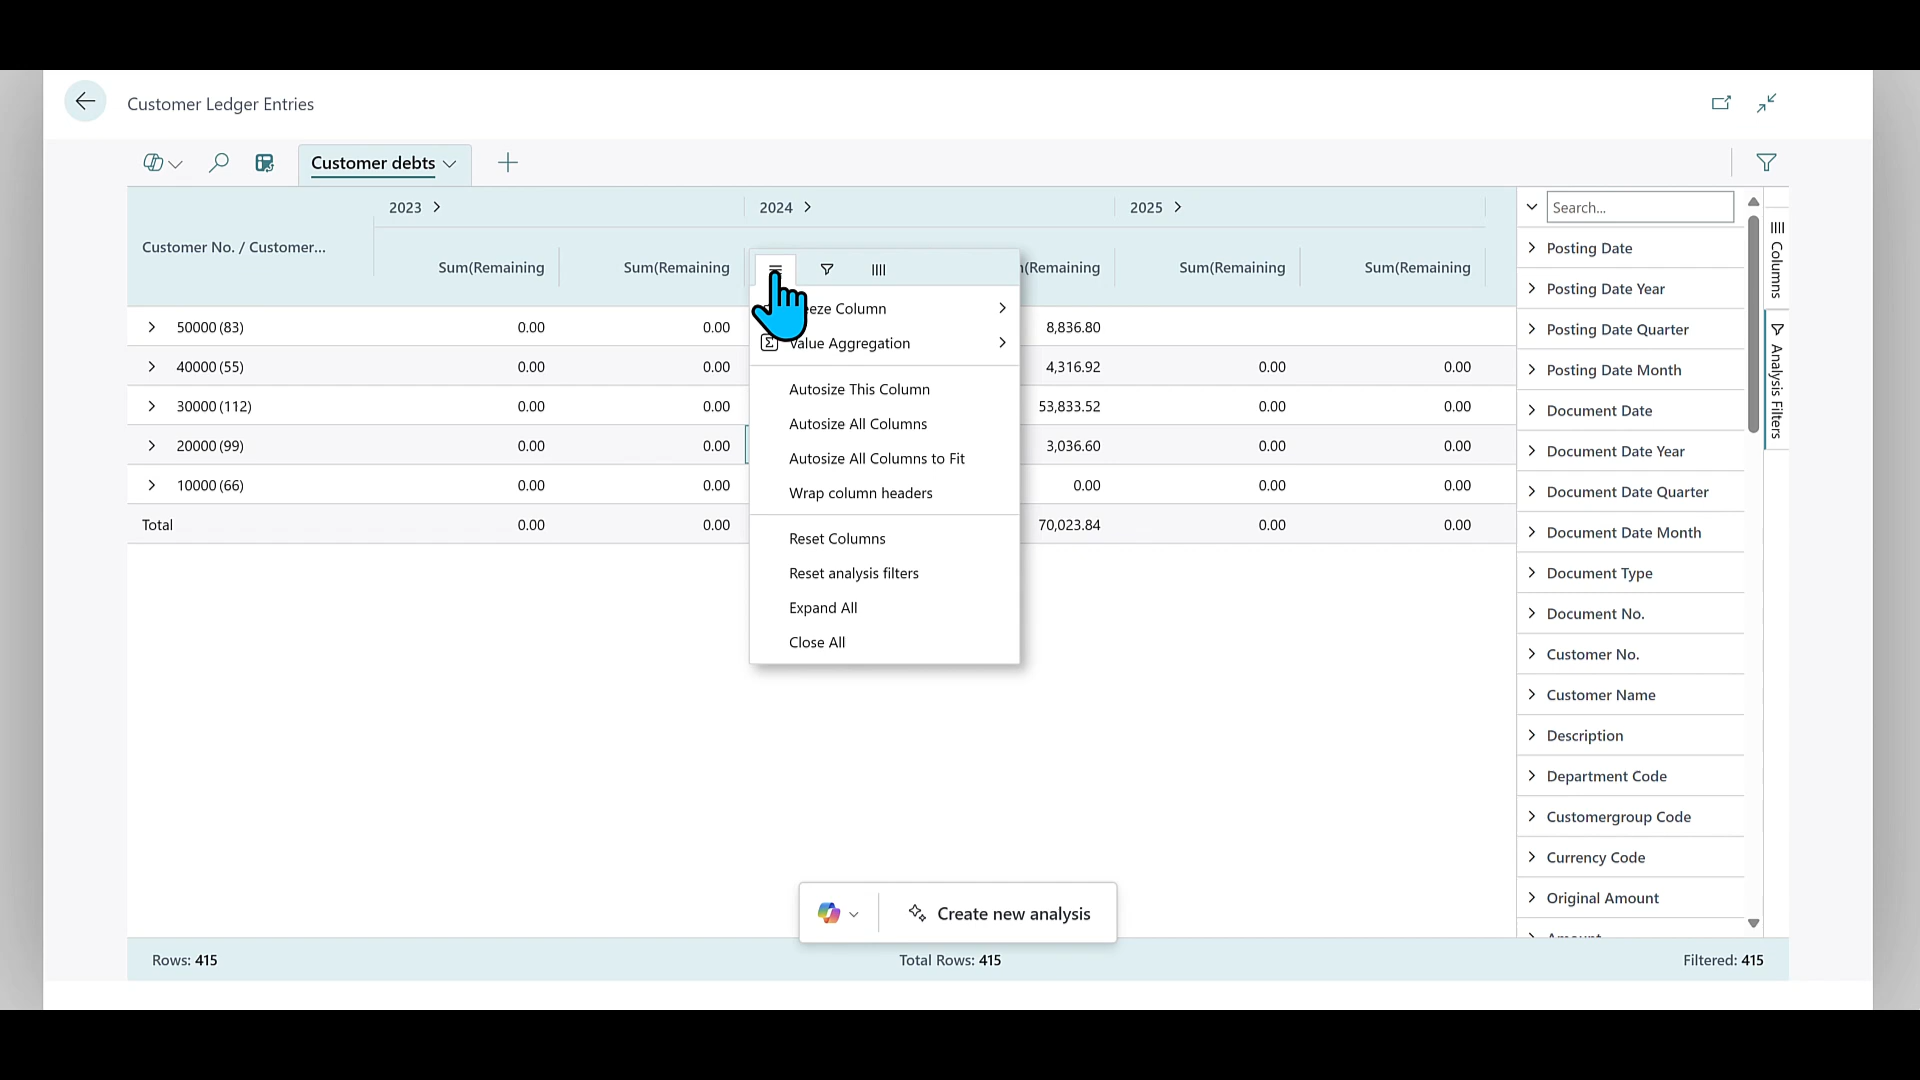 Customer Ledger Entries
Customer debts
2023
2024
2025
Customer No. / Customer...
Sum(Remaining
Sum(Remaining
(Remaining
Sum(Remaining
Sum(Remaining
50000 (83)
0.00
0.00
8,836.80
40000 (55)
0.00
0.00
4,316.92
0.00
0.00
30000 (112)
0.00
0.00
53,833.52
0.00
0.00
20000 (99)
0.00
0.00
3,036.60
0.00
0.00
10000 (66)
0.00
0.00
0.00
0.00
0.00
Total
0.00
0.00
70,023.84
0.00
0.00
eze Column
Value Aggregation
Autosize This Column
Autosize All Columns
Autosize All Columns to Fit
Wrap column headers
Reset Columns
Reset analysis filters
Expand All
Close All
Search...
Posting Date
Posting Date Year
Posting Date Quarter
Posting Date Month
Document Date
Document Date Year
Document Date Quarter
Document Date Month
Document Type
Document No.
Customer No.
Customer Name
Description
Department Code
Customergroup Code
Currency Code
Original Amount
Columns
Analysis Filters
Create new analysis
Rows: 415
Total Rows: 415
Filtered: 415